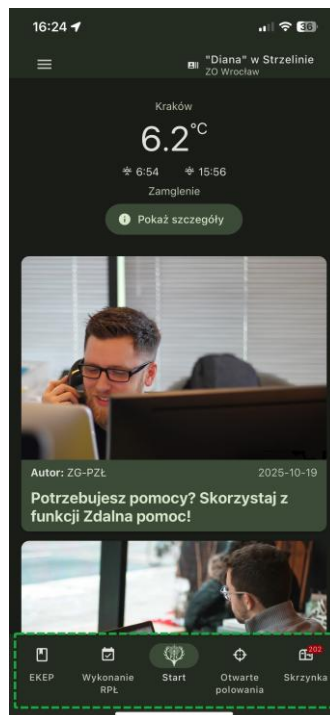 16:24
36
"Diana" w Strzelinie
ZO Wrocław
Kraków
6.2°C
6:54 15:56
Zamglenie
Pokaż szczegóły
Autor: ZG-PZŁ 2025-10-19
Potrzebujesz pomocy? Skorzystaj z
funkcji Zdalna pomoc!
202
EKEP Wykonanie Start Otwarte Skrzynka
RPŁ polowania